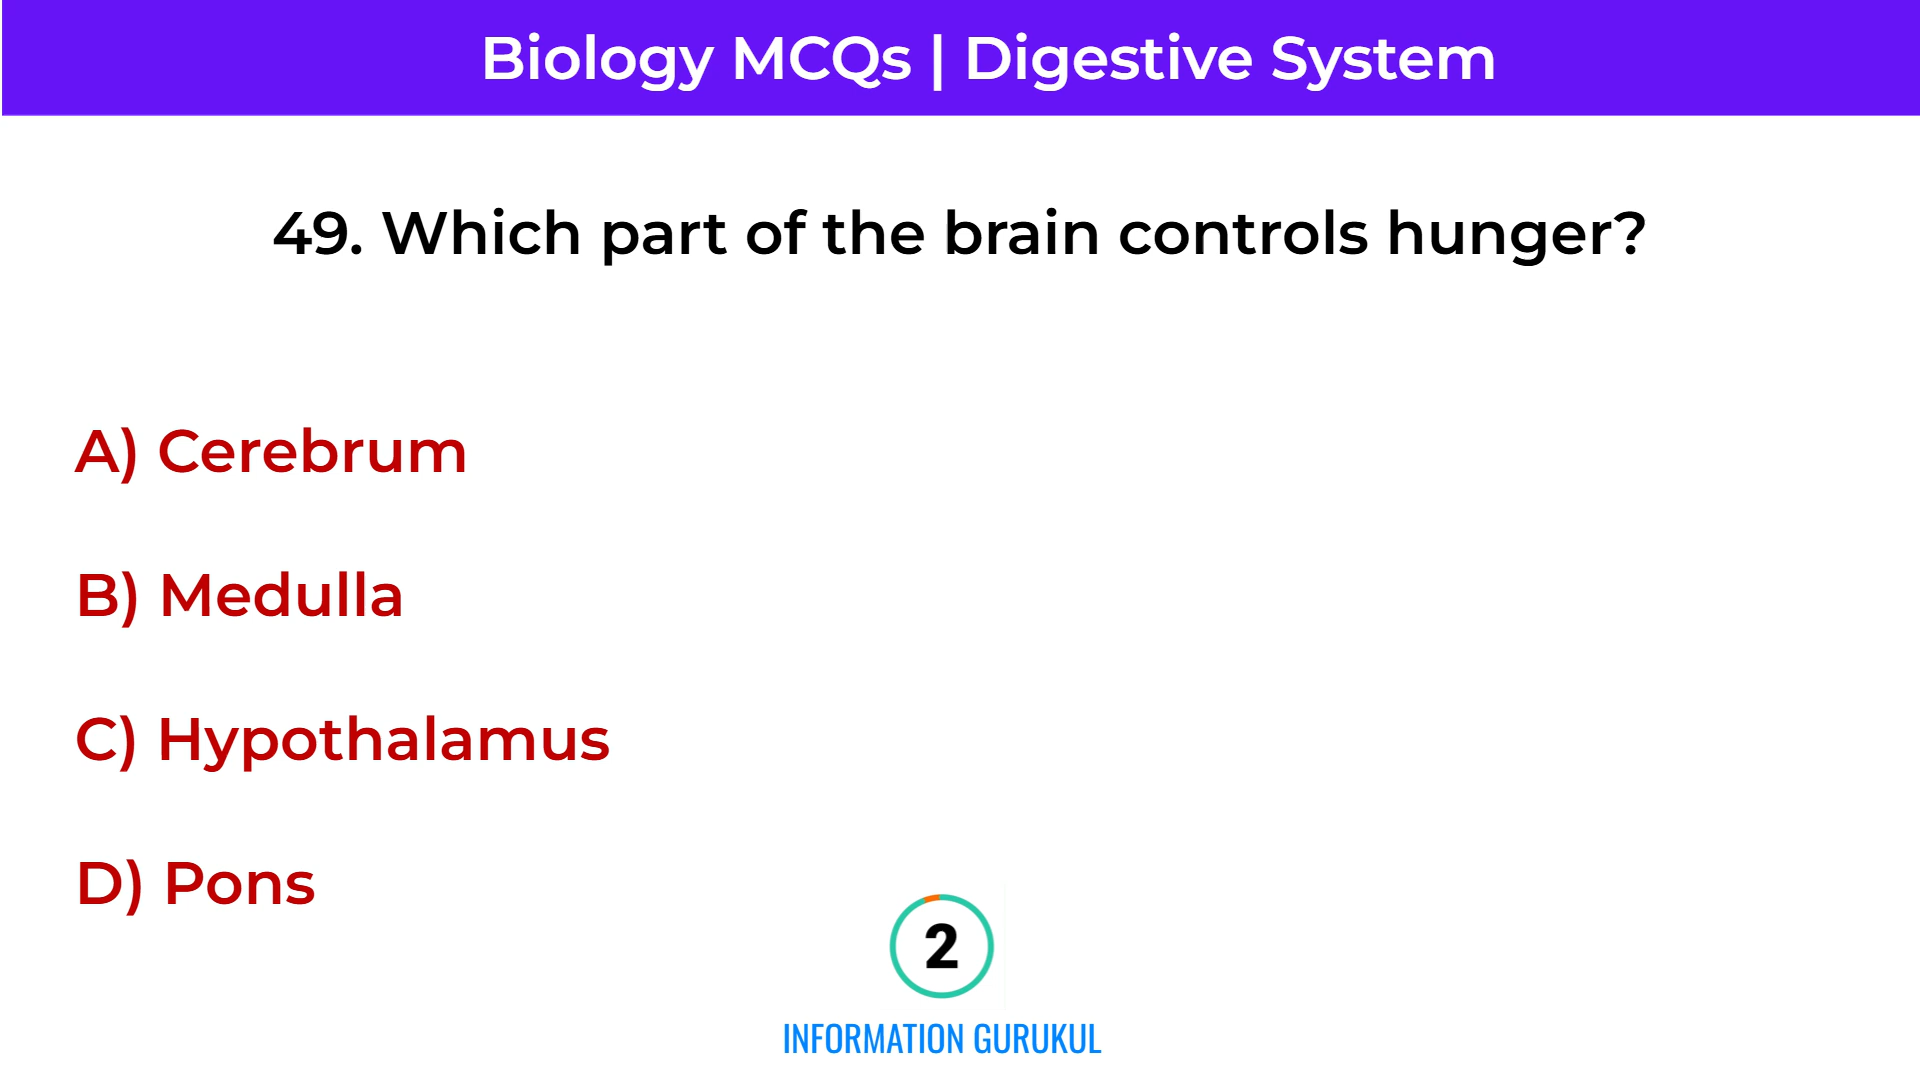 Biology MCQs | Digestive System
49. Which part of the brain controls hunger?
A) Cerebrum
B) Medulla
C) Hypothalamus
D) Pons
2
INFORMATION GURUKUL